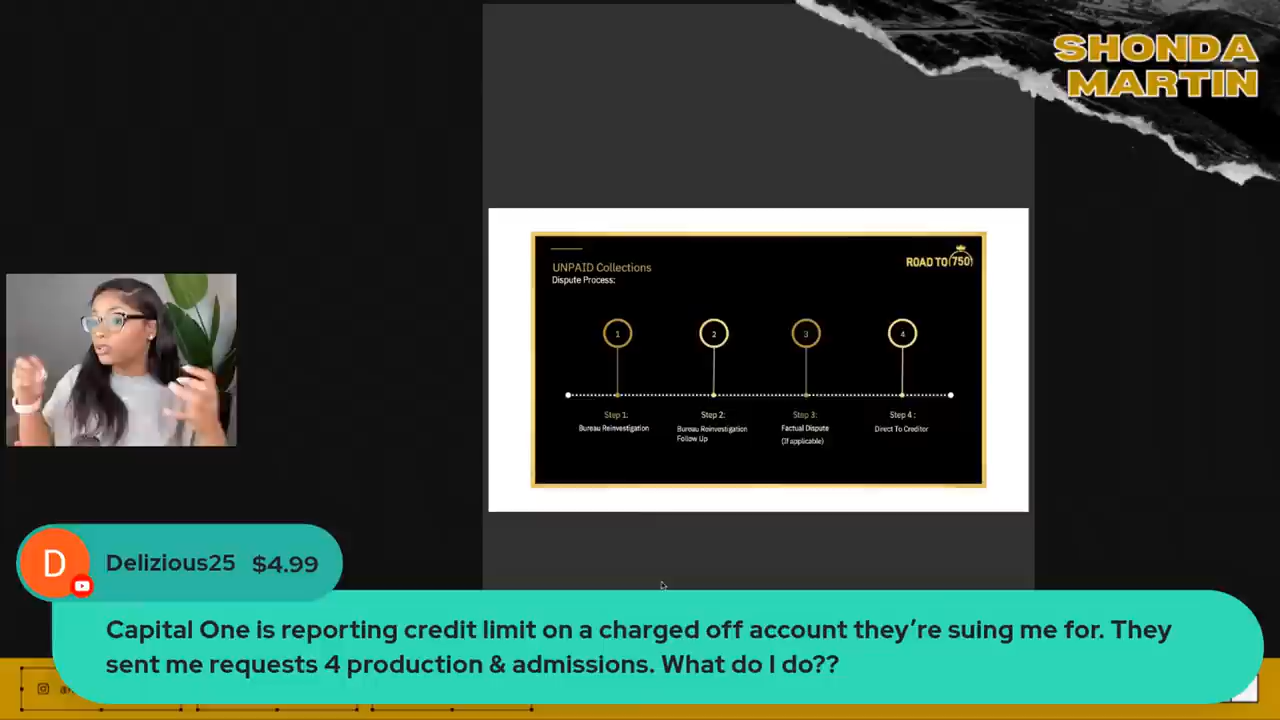 SHONDA
MARTIN
UNPAID Collections
Dispute Process:
ROAD TO 750
1
2
3
4
Step 1:
Bureau Reinvestigation
Step 2:
Bureau Reinvestigation
Follow Up
Step 3:
Factual Dispute
(If applicable)
Step 4 :
Direct To Creditor
D
Delizious25 $4.99
Capital One is reporting credit limit on a charged off account they're suing me for. They
sent me requests 4 production & admissions. What do I do??